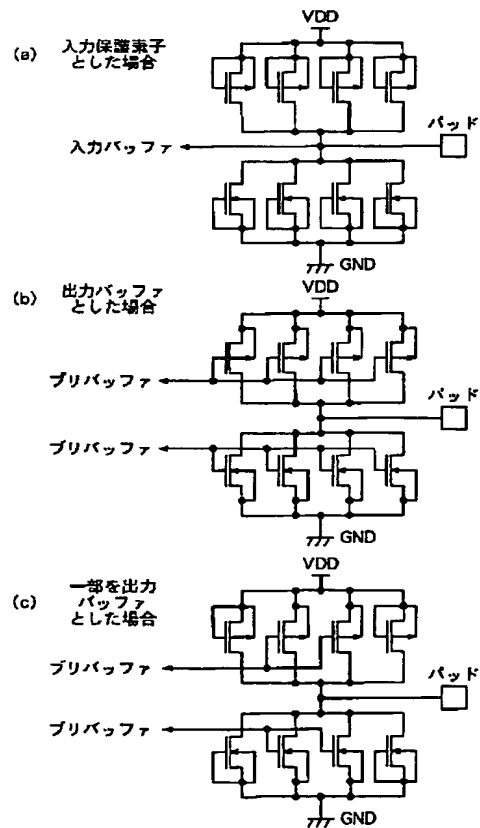 VDD
(a) 入力保護素子
とした場合
パッド
入力バッファ
GND
VDD
(b) 出力バッファ
とした場合
プリバッファ
パッド
プリバッファ
GND
VDD
(c) 一部を出力
バッファ
とした場合
プリバッファ
パッド
プリバッファ
GND